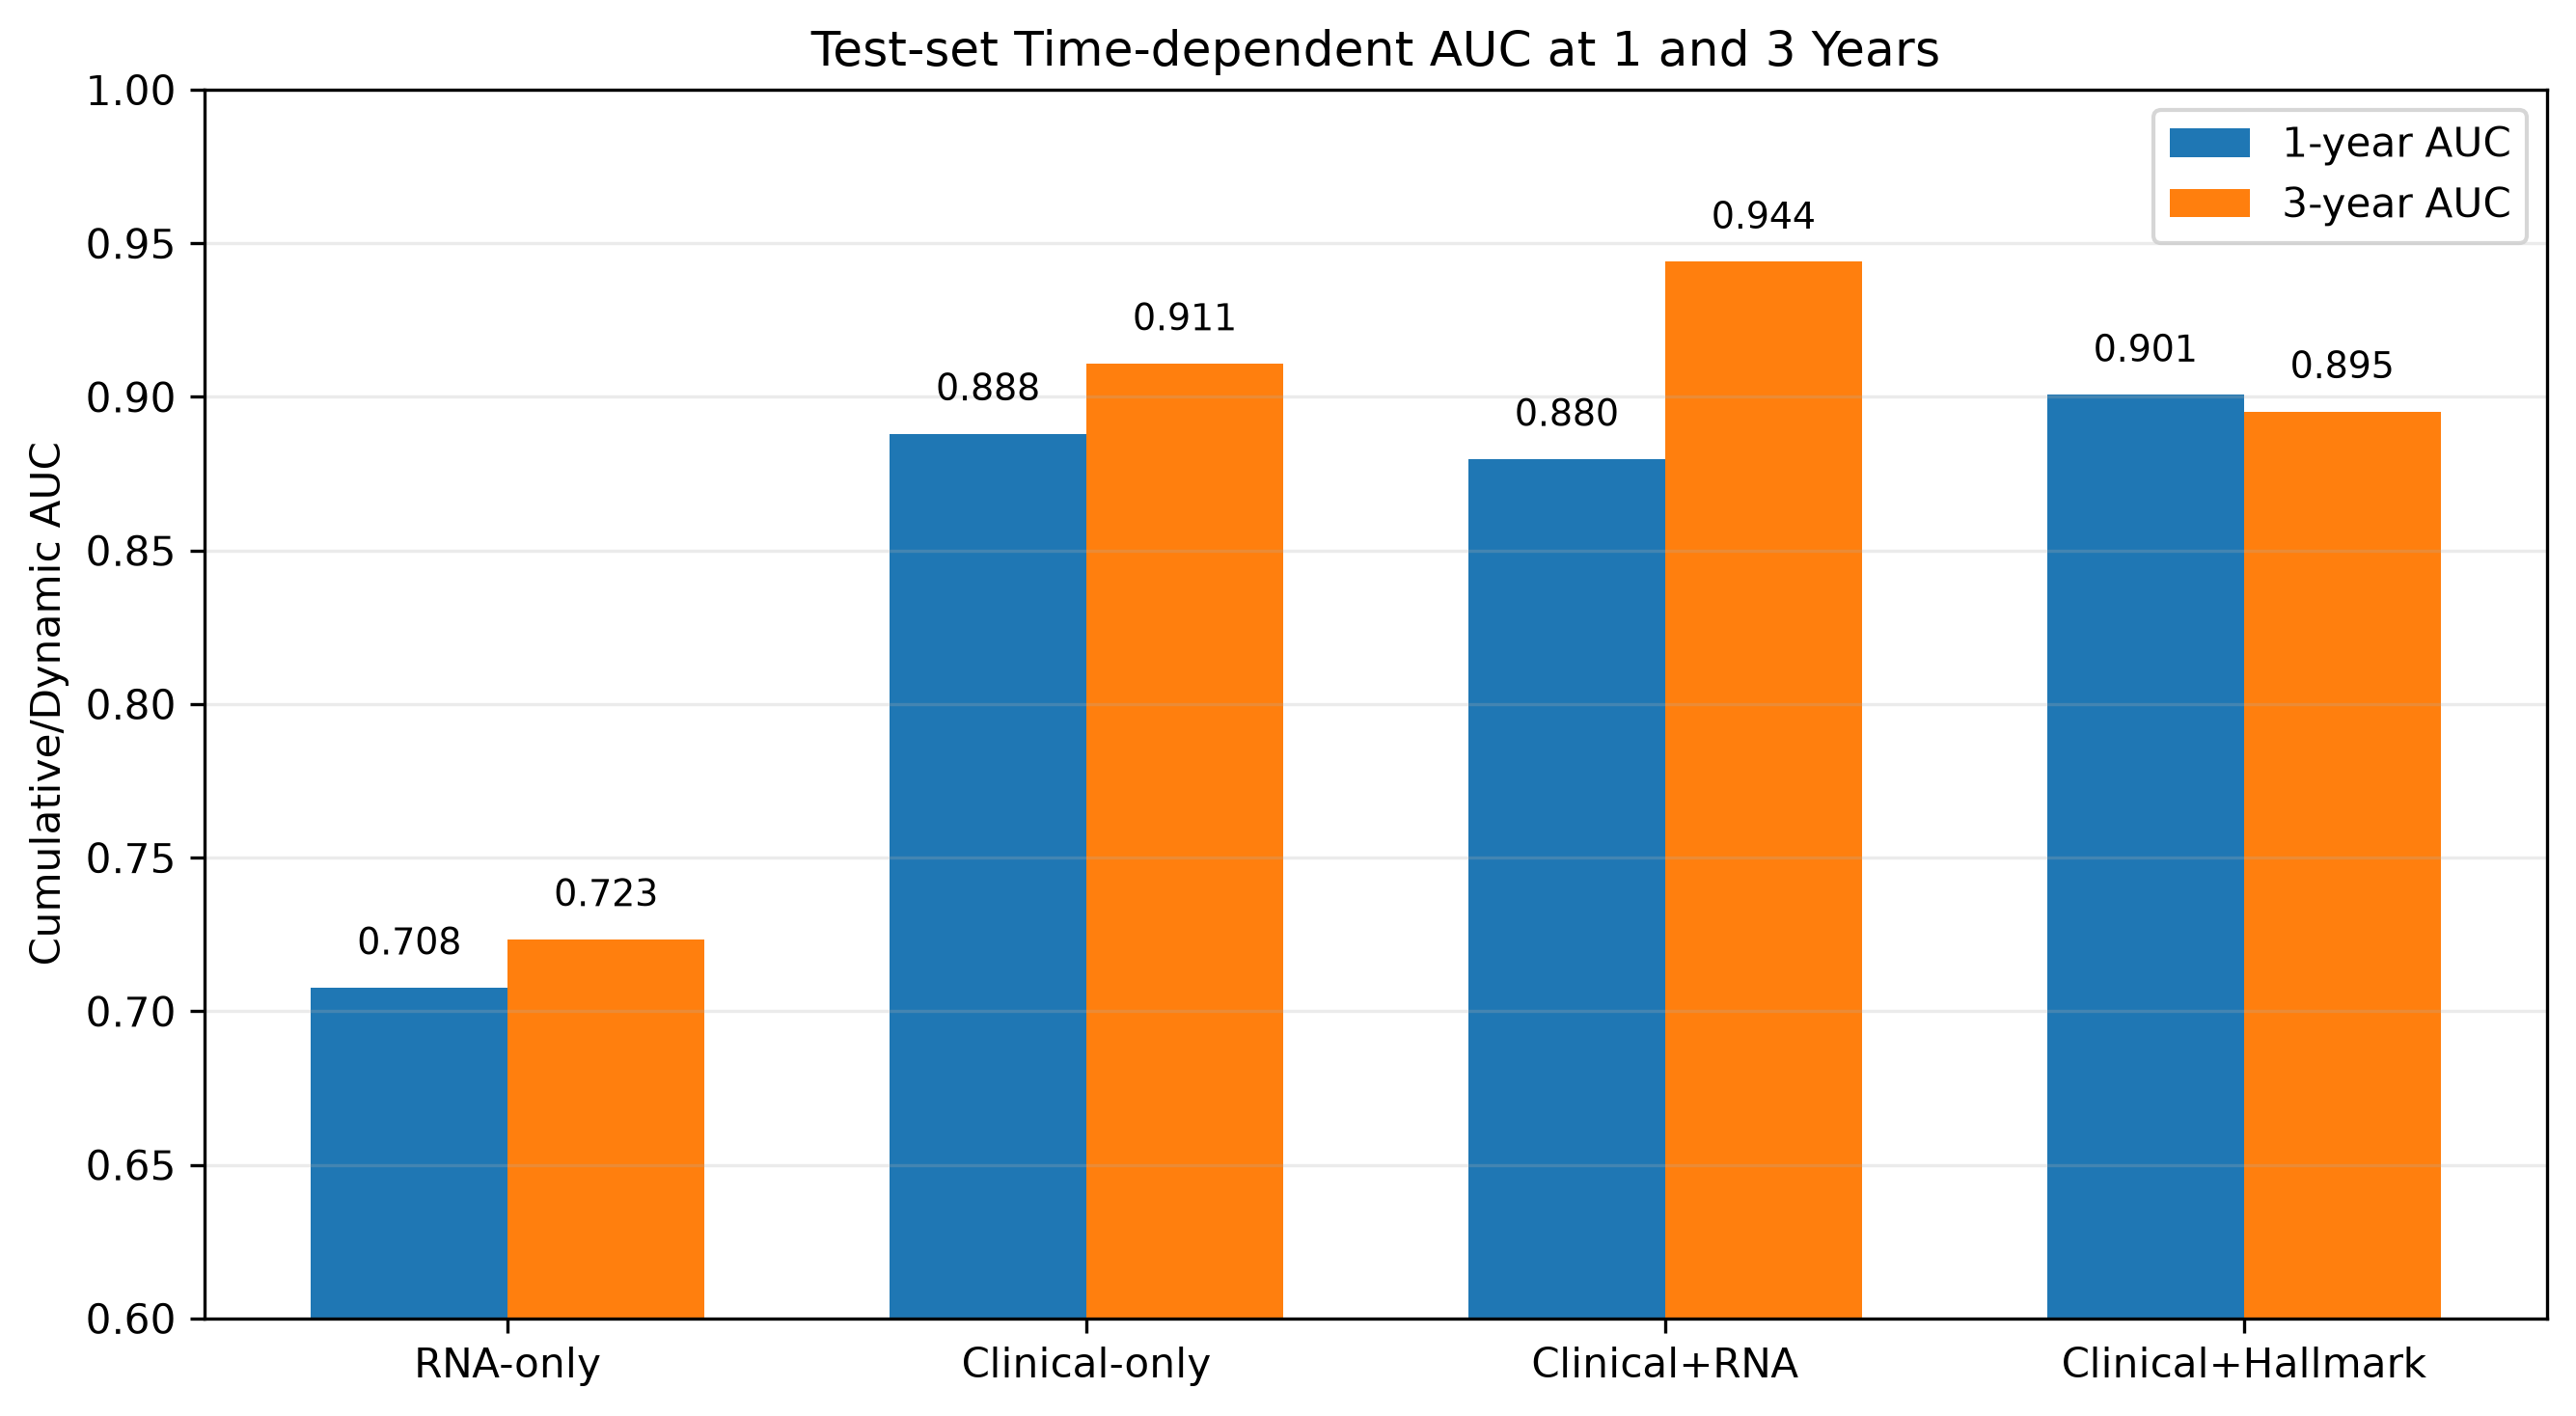 Test-set Time-dependent AUC at 1 and 3 Years
Cumulative/Dynamic AUC
1.00
0.95
0.90
0.85
0.80
0.75
0.70
0.65
0.60
1-year AUC
3-year AUC
0.708
0.723
0.888
0.911
0.880
0.944
0.901
0.895
RNA-only
Clinical-only
Clinical+RNA
Clinical+Hallmark